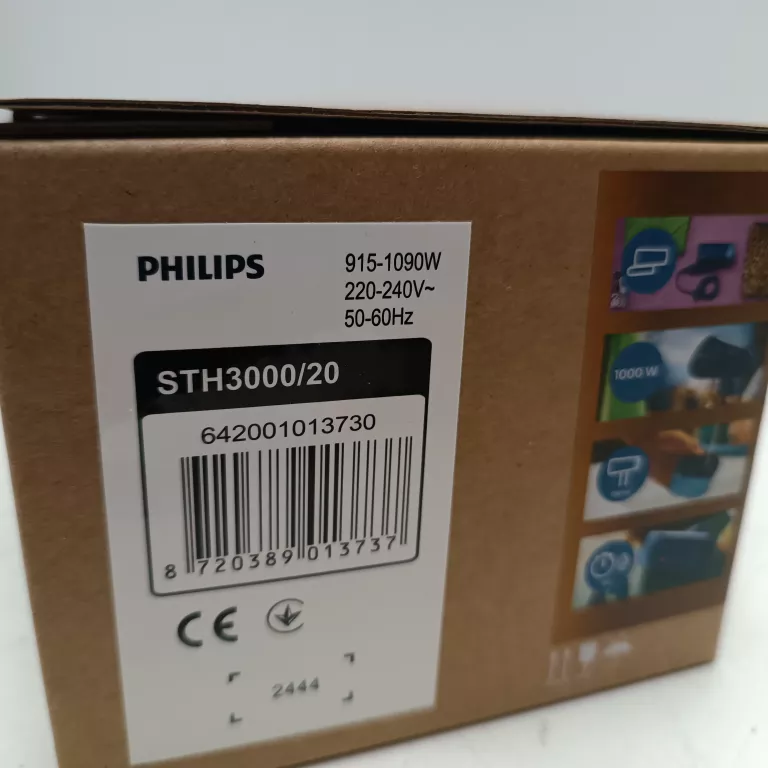 PHILIPS
915-1090W
220-240V~
50-60Hz
STH3000/20
642001013730
8 720389 013737
CE
2444
1000 W